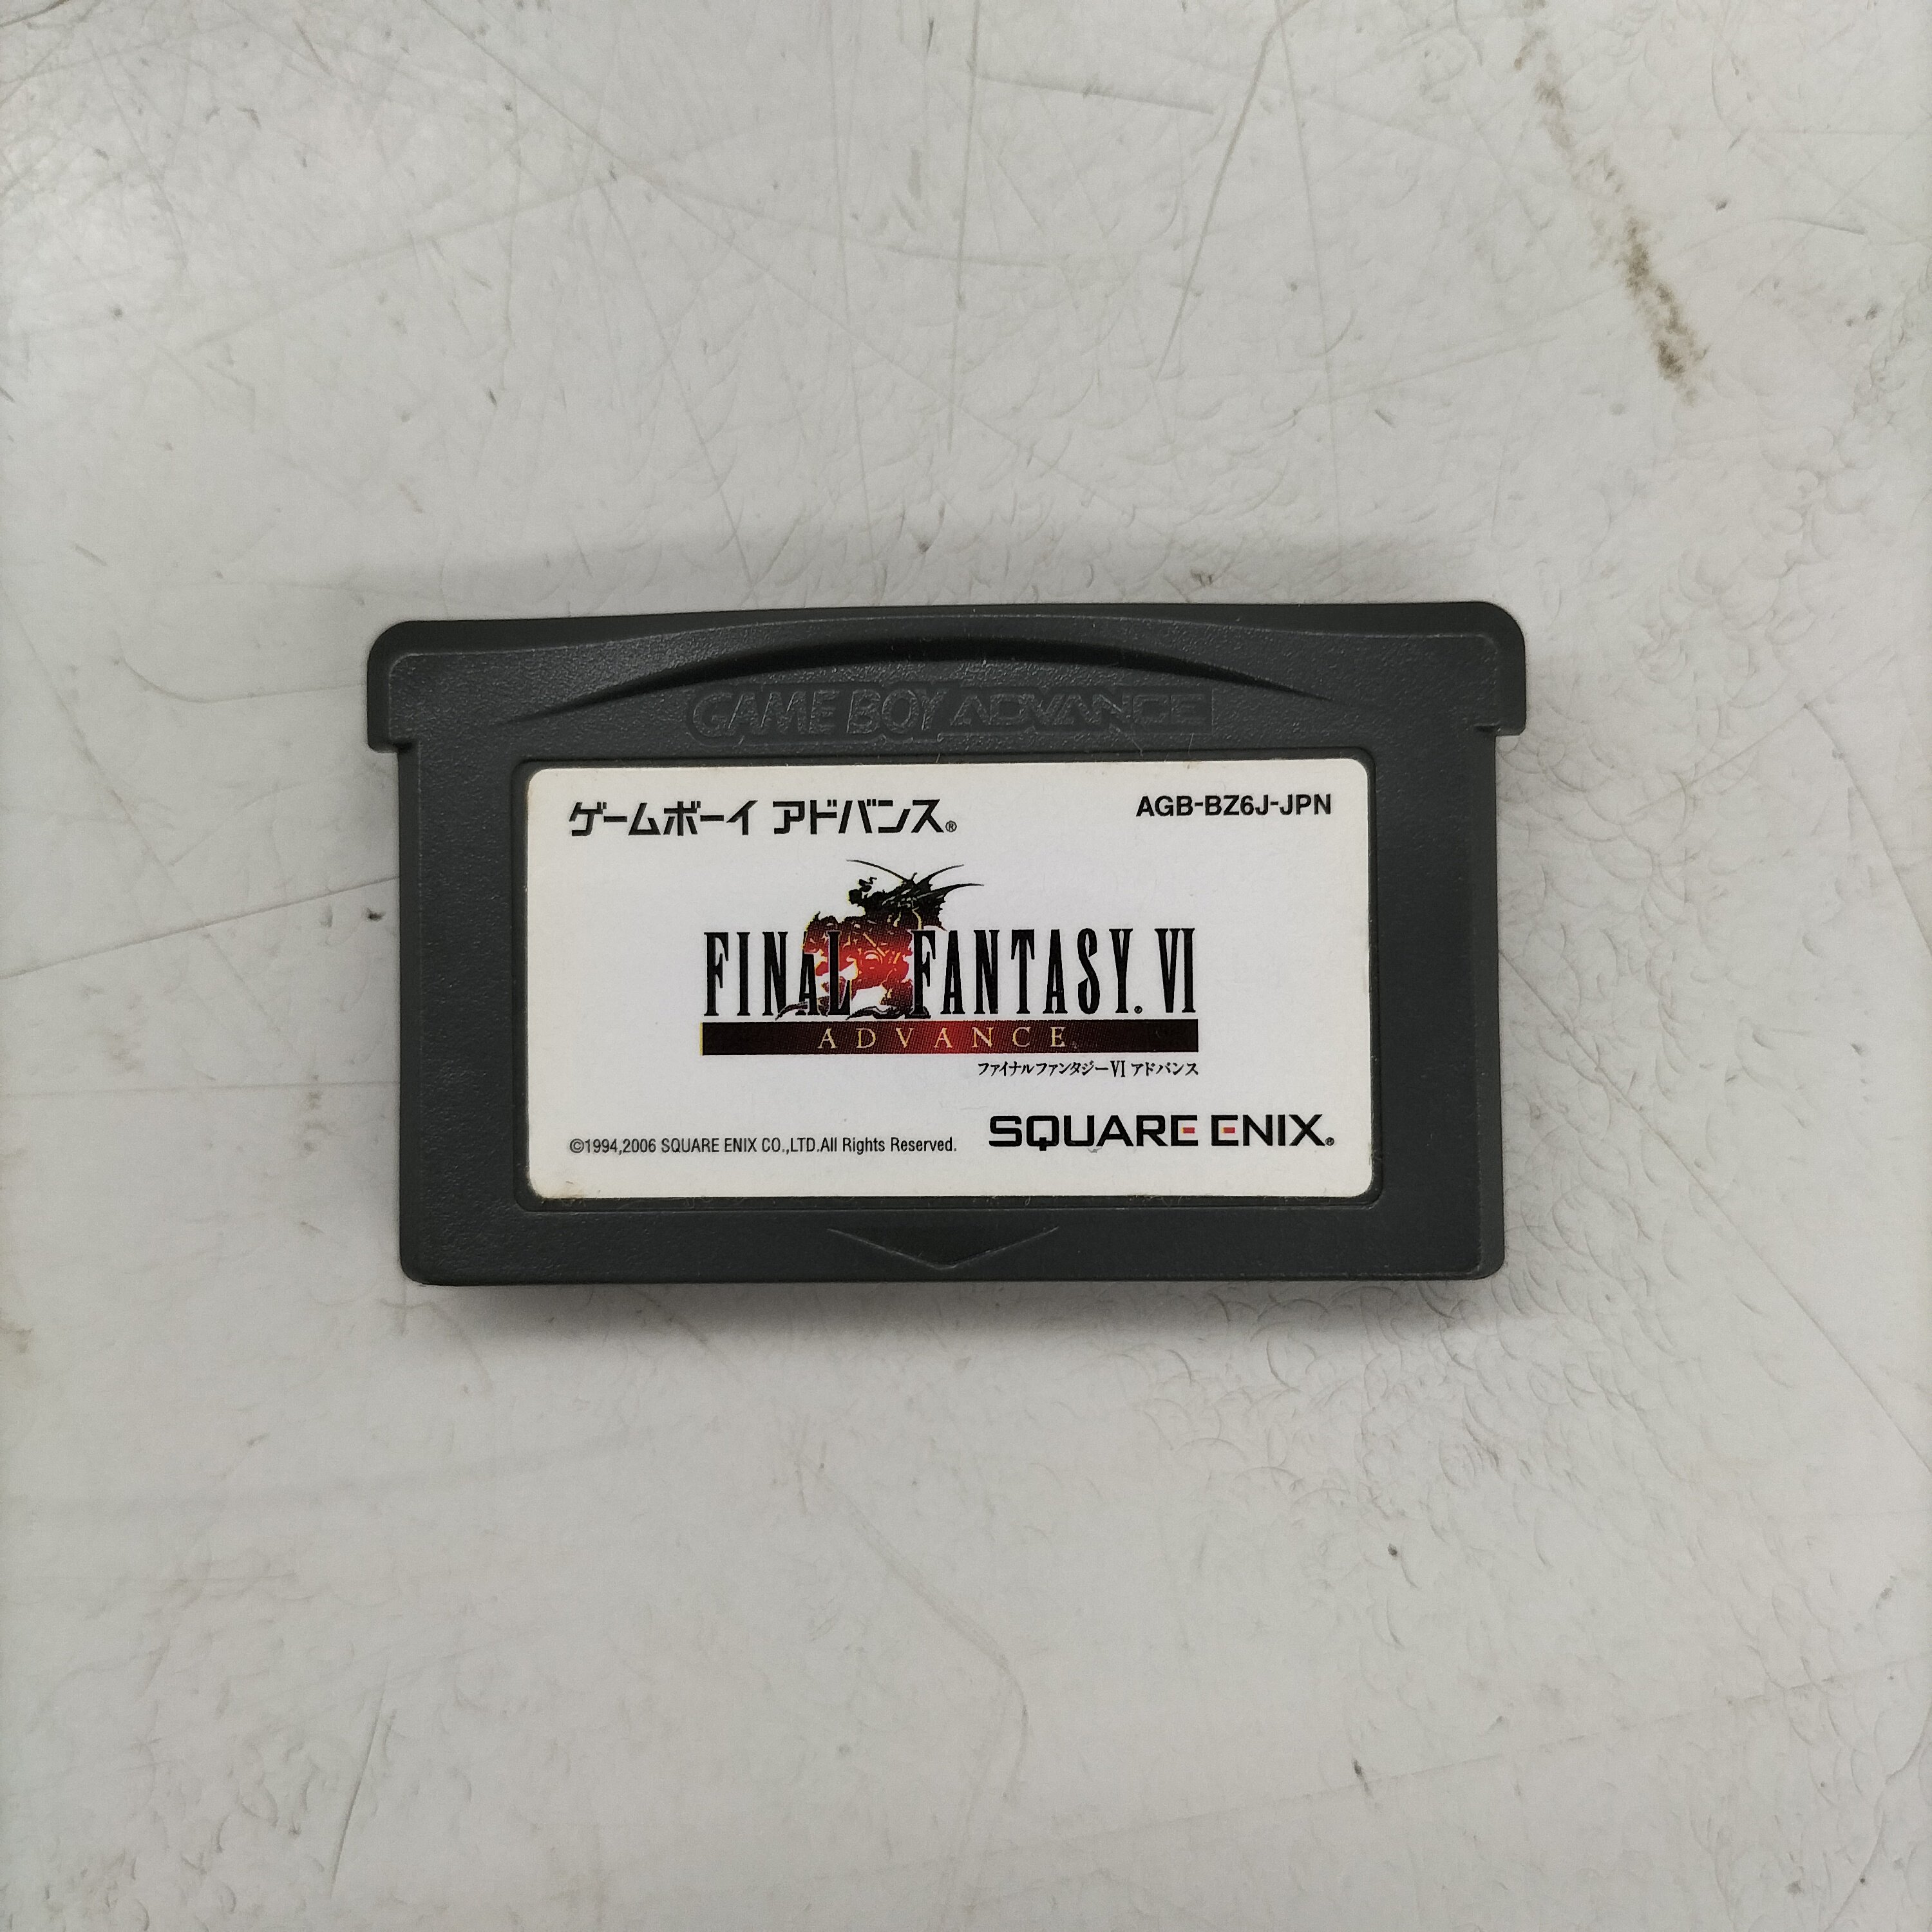 GAME BOY ADVANCE
ゲームボーイ アドバンス® AGB-BZ6J-JPN
FINAL FANTASY. VI
ADVANCE
ファイナルファンタジーVI アドバンス
©1994,2006 SQUARE ENIX CO.,LTD.All Rights Reserved. SQUARE ENIX®